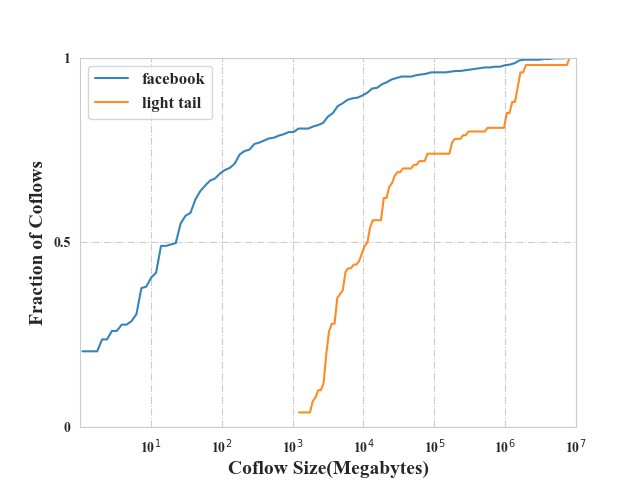 facebook
light tail
Fraction of Coflows
1
0.5
0
10^1 10^2 10^3 10^4 10^5 10^6 10^7
Coflow Size(Megabytes)